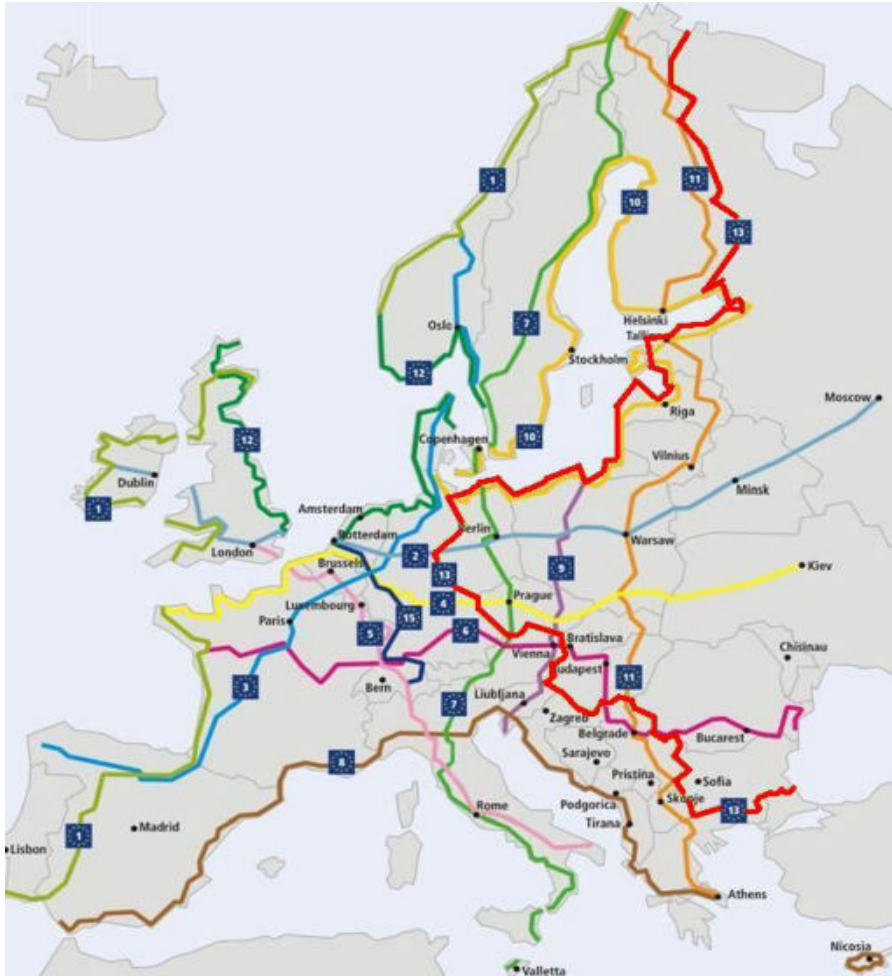 1
11
10
13
Oslo
7
Helsinki
Tallinn
12
Stockholm
Riga
Moscow
12
10
Copenhagen
Vilnius
Dublin
Minsk
1
Amsterdam
Rotterdam
Berlin
Warsaw
London
2
Brussels
13
9
Kiev
Luxembourg
4
Prague
Paris
15
5
6
Bratislava
Vienna
Chisinau
Budapest
3
Bern
7
Ljubljana
11
Zagreb
Belgrade
Bucarest
8
Sarajevo
Pristina
Sofia
Podgorica
Skopje
13
Rome
Tirana
1
Madrid
Lisbon
Athens
Nicosia
Valletta